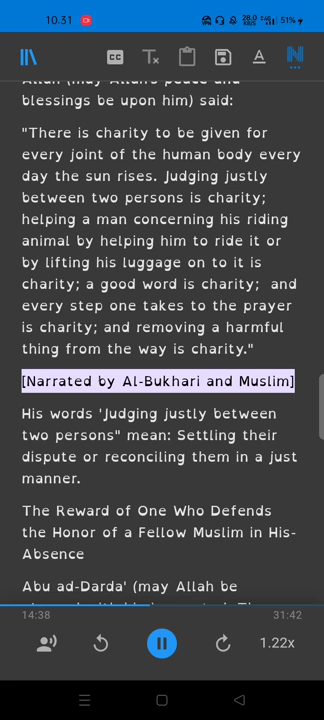 10.31
28.0
KB/S
51%
CC
blessings be upon him) said:
"There is charity to be given for
every joint of the human body every
day the sun rises. Judging justly
between two persons is charity;
helping a man concerning his riding
animal by helping him to ride it or
by lifting his luggage on to it is
charity; a good word is charity;  and
every step one takes to the prayer
is charity; and removing a harmful
thing from the way is charity."
[Narrated by Al-Bukhari and Muslim]
His words 'Judging justly between
two persons" mean: Settling their
dispute or reconciling them in a just
manner.
The Reward of One Who Defends
the Honor of a Fellow Muslim in His-
Absence
Abu ad-Darda' (may Allah be
14:38
31:42
1.22x